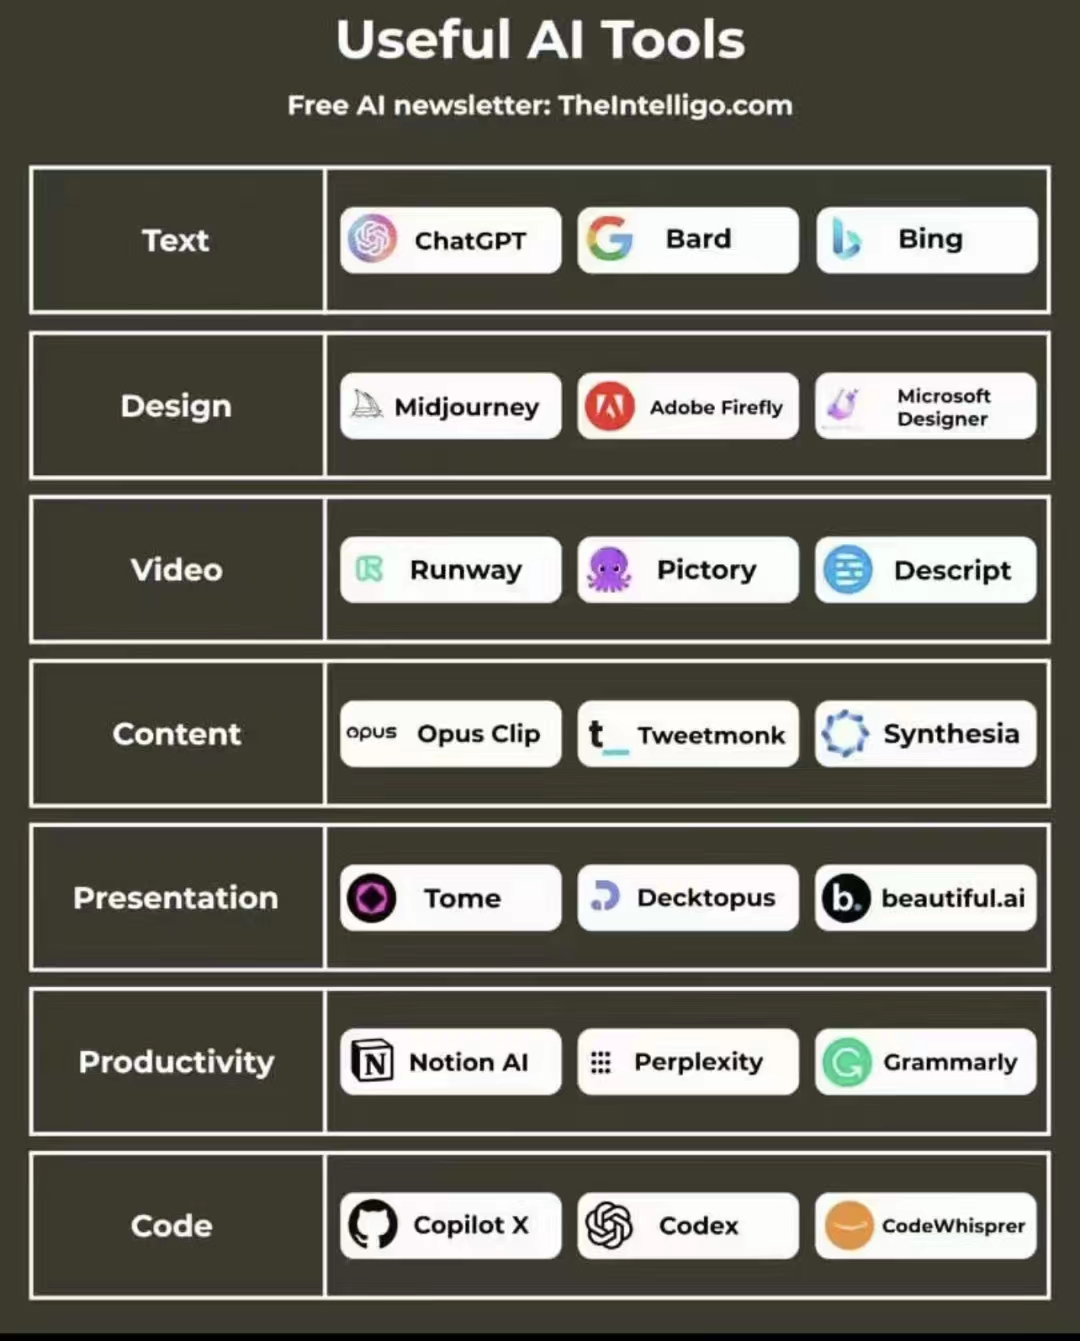 Useful AI Tools
Free AI newsletter: TheIntelligo.com
Text
ChatGPT
Bard
Bing
Design
Midjourney
Adobe Firefly
Microsoft
Designer
Video
Runway
Pictory
Descript
Content
opus
Opus Clip
t_
Tweetmonk
Synthesia
Presentation
Tome
Decktopus
b.
beautiful.ai
Productivity
N
Notion AI
Perplexity
Grammarly
Code
Copilot X
Codex
CodeWhisprer